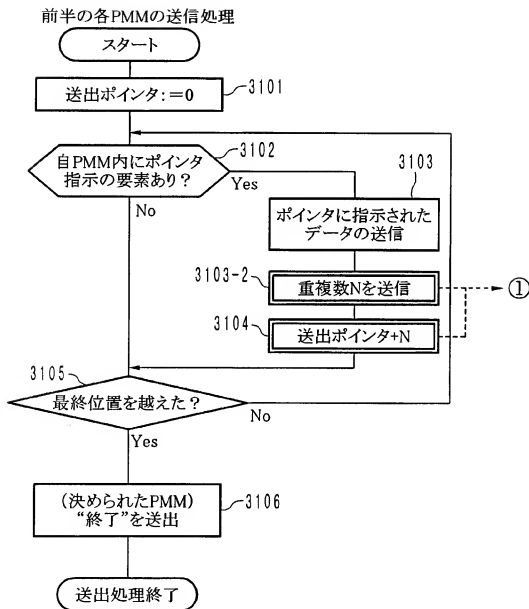 前半の各PMMの送信処理
スタート
送出ポインタ:=0
3101
自PMM内にポインタ
指示の要素あり？
3102
Yes
No
3103
ポインタに指示された
データの送信
3103-2
重複数Nを送信
①
3104
送出ポインタ+N
3105
最終位置を越えた？
No
Yes
(決められたPMM)
“終了”を送出
3106
送出処理終了